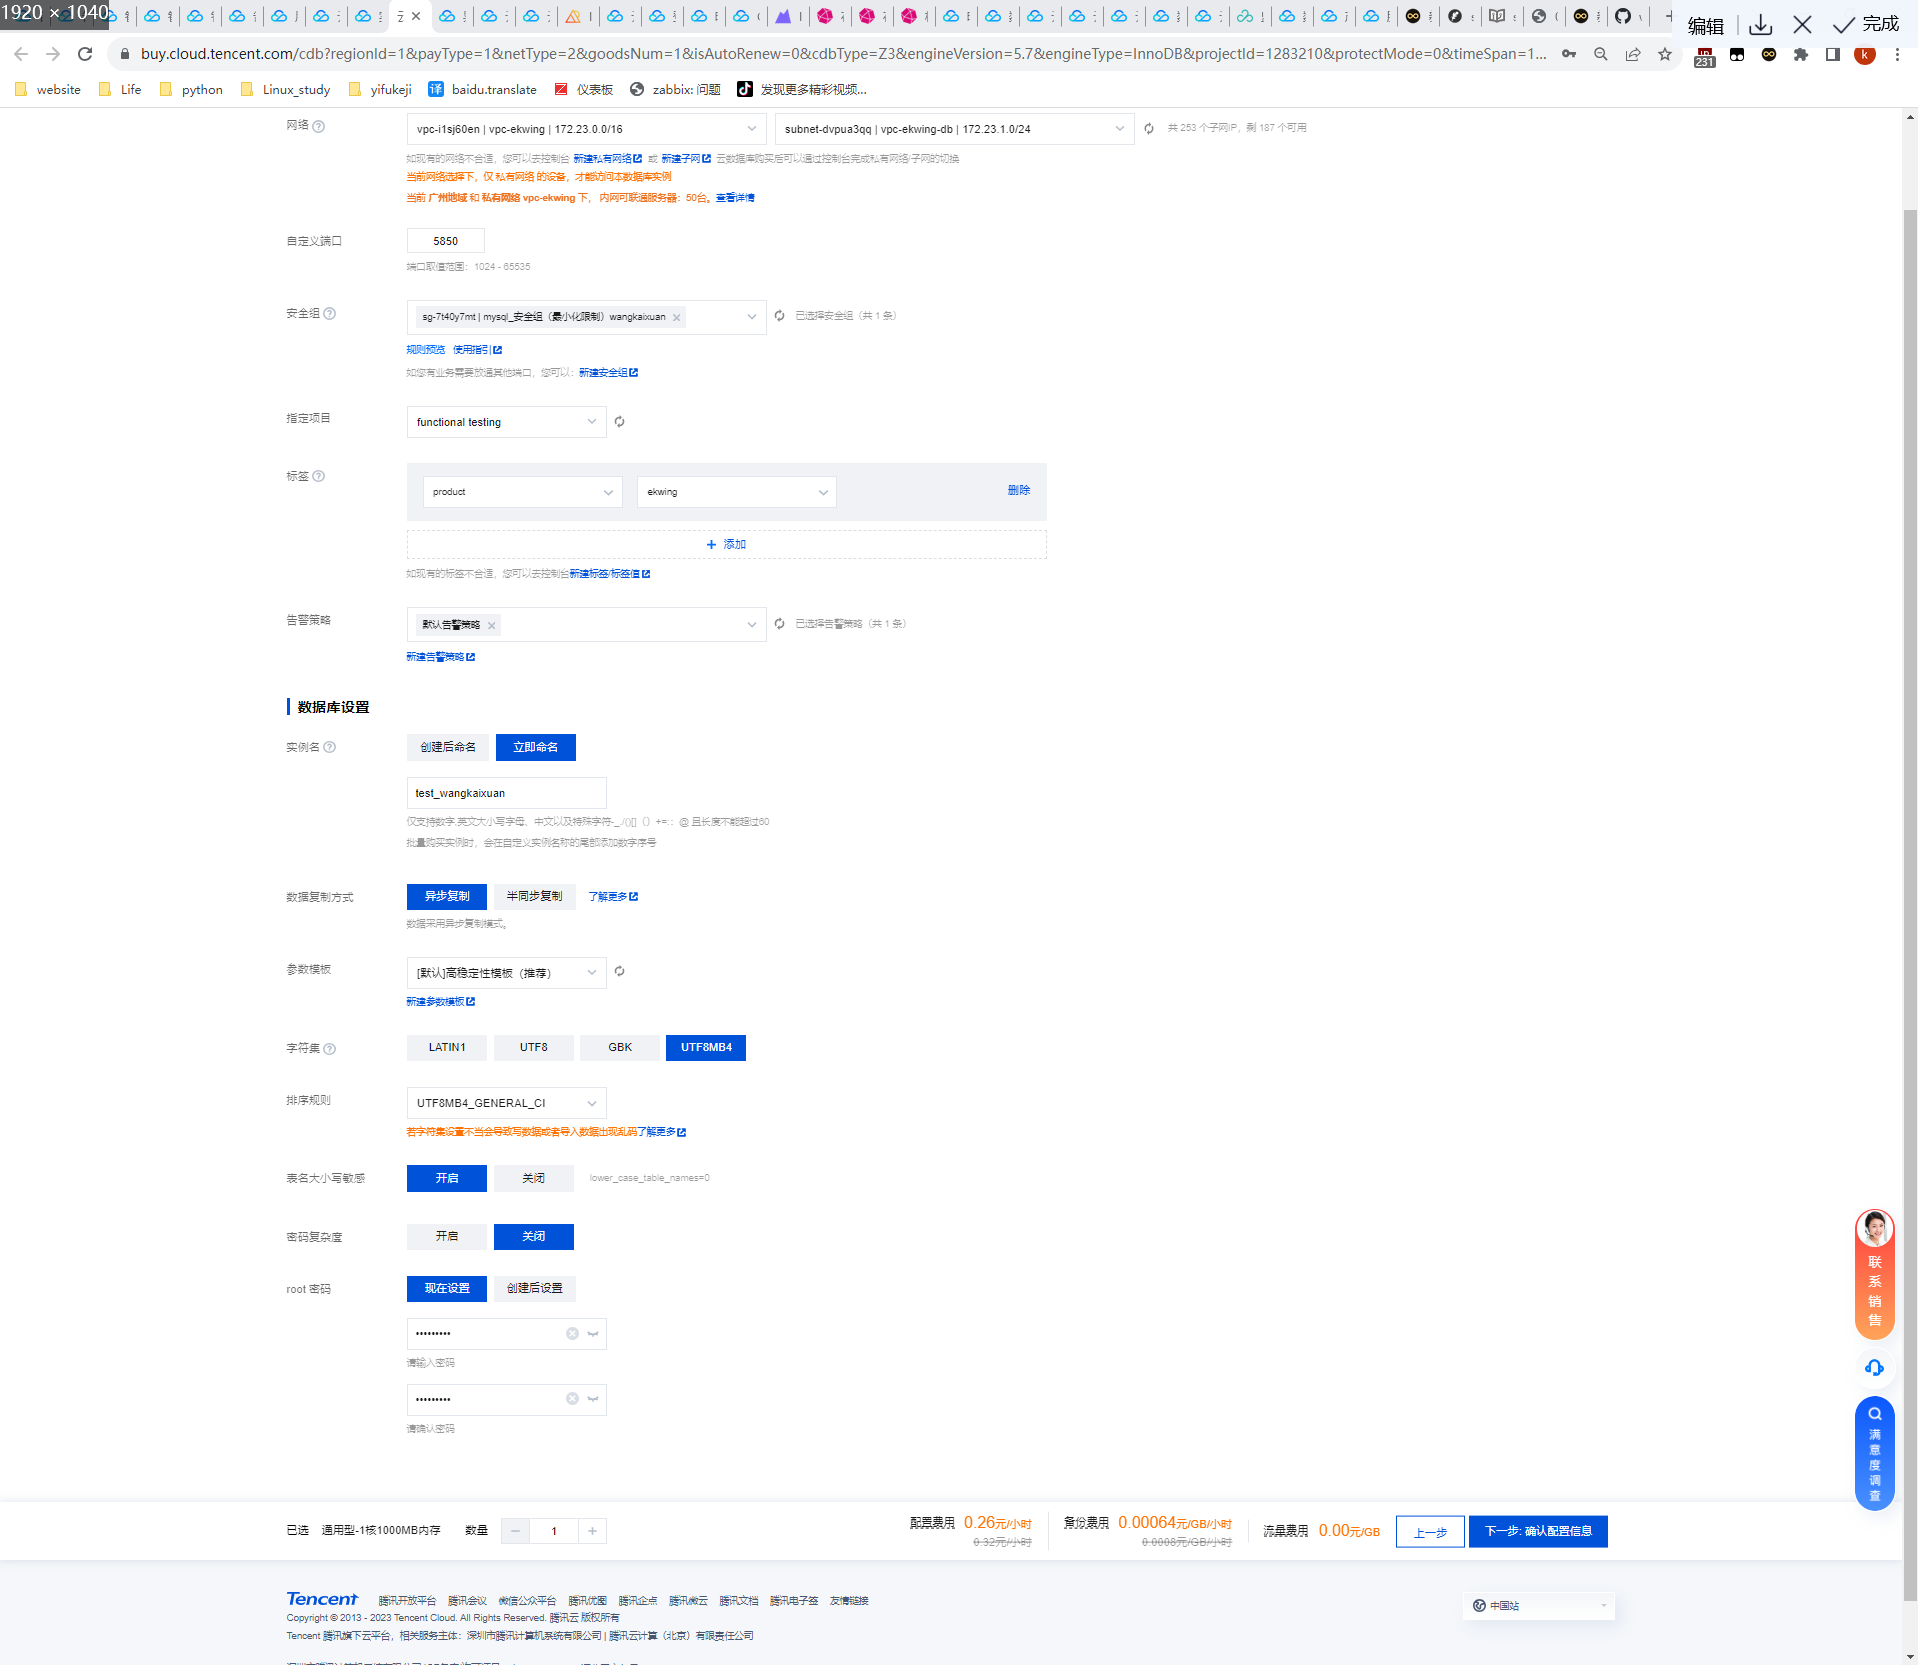 1920 × 1040
编辑
完成
buy.cloud.tencent.com/cdb?regionId=1&payType=1&netType=2&goodsNum=1&isAutoRenew=0&cdbType=Z3&engineVersion=5.7&engineType=InnoDB&projectId=1283210&protectMode=0&timeSpan=1...
231
k
website Life python Linux_study yifukeji 译 baidu.translate 仪表板 zabbix: 问题 发现更多精彩视频...
网络 vpc-i1sj60en | vpc-ekwing | 172.23.0.0/16 subnet-dvpua3qq | vpc-ekwing-db | 172.23.1.0/24 共 253 个子网IP，剩 187 个可用
如现有的网络不合适，您可以去控制台 新建私有网络 或 新建子网 云数据库购买后可以通过控制台完成私有网络/子网的切换
当前网络选择下，仅 私有网络 的设备，才能访问本数据库实例
当前 广州地域 和 私有网络 vpc-ekwing 下， 内网可联通服务器：50台。查看详情
自定义端口 5850
端口取值范围：1024 - 65535
安全组 sg-7t40y7mt | mysql_安全组（最小化限制）wangkaixuan 已选择安全组（共 1 条）
规则预览 使用指引
如您有业务需要放通其他端口，您可以：新建安全组
指定项目 functional testing
标签 product ekwing 删除
+ 添加
如现有的标签不合适，您可以去控制台新建标签/标签值
告警策略 默认告警策略 已选择告警策略（共 1 条）
新建告警策略
数据库设置
实例名 创建后命名 立即命名
test_wangkaixuan
仅支持数字,英文大小写字母、中文以及特殊字符-_./()[]（）+=:：@ 且长度不能超过60
批量购买实例时，会在自定义实例名称的尾部添加数字序号
数据复制方式 异步复制 半同步复制 了解更多
数据采用异步复制模式。
参数模板 [默认]高稳定性模板（推荐）
新建参数模板
字符集 LATIN1 UTF8 GBK UTF8MB4
排序规则 UTF8MB4_GENERAL_CI
若字符集设置不当会导致写数据或者导入数据出现乱码了解更多
表名大小写敏感 开启 关闭 lower_case_table_names=0
密码复杂度 开启 关闭
root 密码 现在设置 创建后设置
•••••••••
请输入密码
•••••••••
请确认密码
联系销售
满意度调查
已选 通用型-1核1000MB内存 数量 − 1 + 配置费用 0.26元/小时 备份费用 0.00064元/GB/小时 流量费用 0.00元/GB 上一步 下一步: 确认配置信息
0.32元/小时 0.0008元/GB/小时
Tencent 腾讯开放平台 腾讯会议 微信公众平台 腾讯优图 腾讯企点 腾讯微云 腾讯文档 腾讯电子签 友情链接
中国站
Copyright © 2013 - 2023 Tencent Cloud. All Rights Reserved. 腾讯云 版权所有
Tencent 腾讯旗下云平台，相关服务主体：深圳市腾讯计算机系统有限公司 | 腾讯云计算（北京）有限责任公司